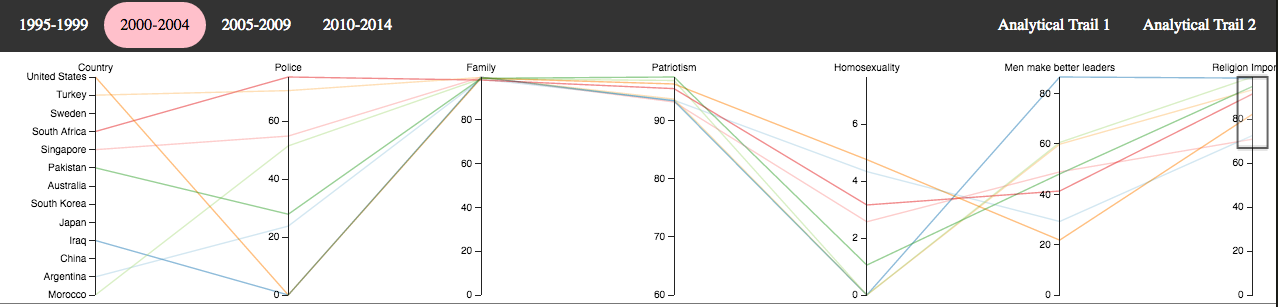 1995-1999 2000-2004 2005-2009 2010-2014 Analytical Trail 1 Analytical Trail 2
Country Police Family Patriotism Homosexuality Men make better leaders Religion Impor
United States
Turkey
Sweden
South Africa
Singapore
Pakistan
Australia
South Korea
Japan
Iraq
China
Argentina
Morocco
60
40
20
0
80
60
40
20
0
90
80
70
60
6
4
2
0
80
60
40
20
0
80
60
40
20
0